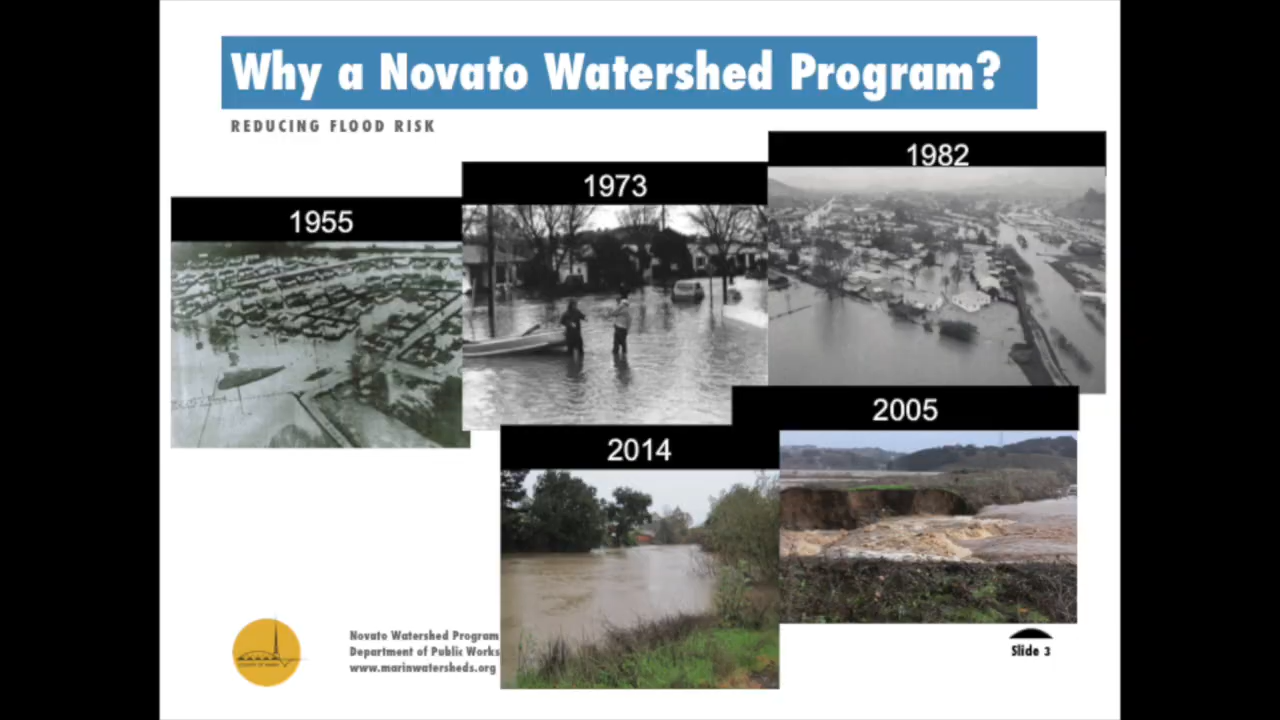 Why a Novato Watershed Program?
REDUCING FLOOD RISK
1955
1973
1982
2014
2005
Novato Watershed Program
Department of Public Works
www.marinwatersheds.org
Slide 3